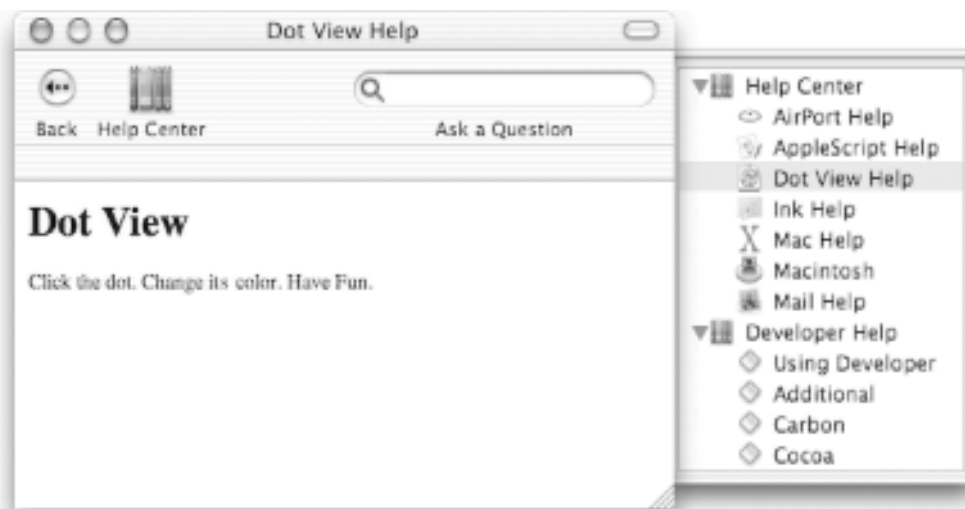 Dot View Help
Back Help Center Ask a Question
Dot View
Click the dot. Change its color. Have Fun.
Help Center
AirPort Help
AppleScript Help
Dot View Help
Ink Help
Mac Help
Macintosh
Mail Help
Developer Help
Using Developer
Additional
Carbon
Cocoa